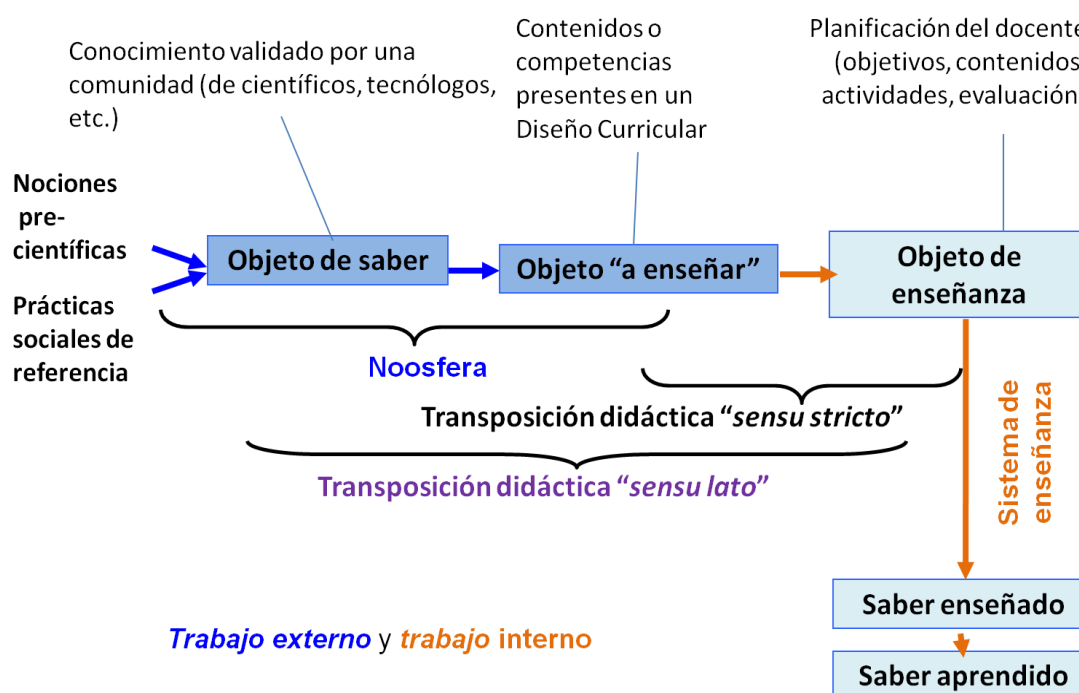 Conocimiento validado por una
comunidad (de científicos, tecnólogos,
etc.)
Contenidos o
competencias
presentes en un
Diseño Curricular
Planificación del docente
(objetivos, contenidos
actividades, evaluación
Nociones
pre-
científicas
Prácticas
sociales de
referencia
Objeto de saber
Objeto “a enseñar”
Objeto de
enseñanza
Noosfera
Transposición didáctica “sensu stricto”
Transposición didáctica “sensu lato”
Sistema de
enseñanza
Saber enseñado
Saber aprendido
Trabajo externo y trabajo interno